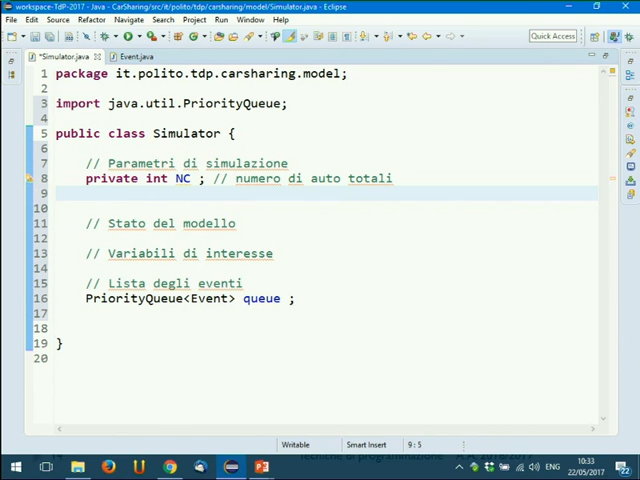 workspace-TdP-2017 - Java - CarSharing/src/it/polito/tdp/carsharing/model/Simulator.java - Eclipse
File Edit Source Refactor Navigate Search Project Run Window Help
Quick Access
*Simulator.java Event.java
1 package it.polito.tdp.carsharing.model;
2
3 import java.util.PriorityQueue;
4
5 public class Simulator {
6
7 // Parametri di simulazione
8 private int NC ; // numero di auto totali
9
10
11 // Stato del modello
12
13 // Variabili di interesse
14
15 // Lista degli eventi
16 PriorityQueue<Event> queue ;
17
18
19 }
20
Writable Smart Insert 9 : 5
ENG
10:33
22/05/2017
22